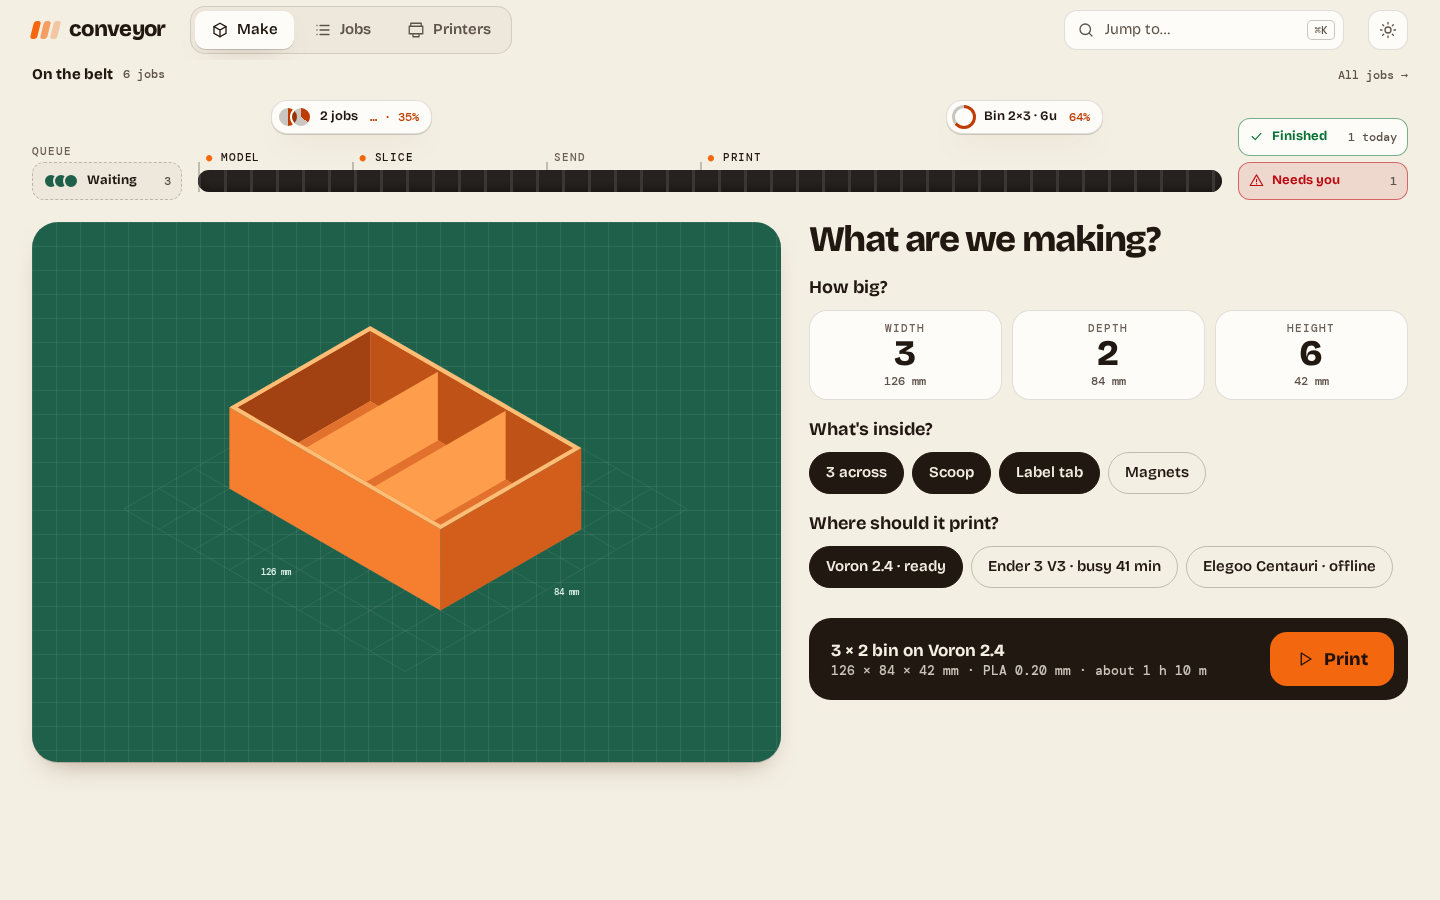 conveyor
Make
Jobs
Printers
Jump to...
⌘K
On the belt 6 jobs
All jobs →
2 jobs … · 35%
Bin 2×3 · 6u 64%
QUEUE
Waiting 3
MODEL
SLICE
SEND
PRINT
Finished 1 today
Needs you 1
126 mm
84 mm
What are we making?
How big?
WIDTH
3
126 mm
DEPTH
2
84 mm
HEIGHT
6
42 mm
What's inside?
3 across
Scoop
Label tab
Magnets
Where should it print?
Voron 2.4 · ready
Ender 3 V3 · busy 41 min
Elegoo Centauri · offline
3 × 2 bin on Voron 2.4
126 × 84 × 42 mm · PLA 0.20 mm · about 1 h 10 m
Print